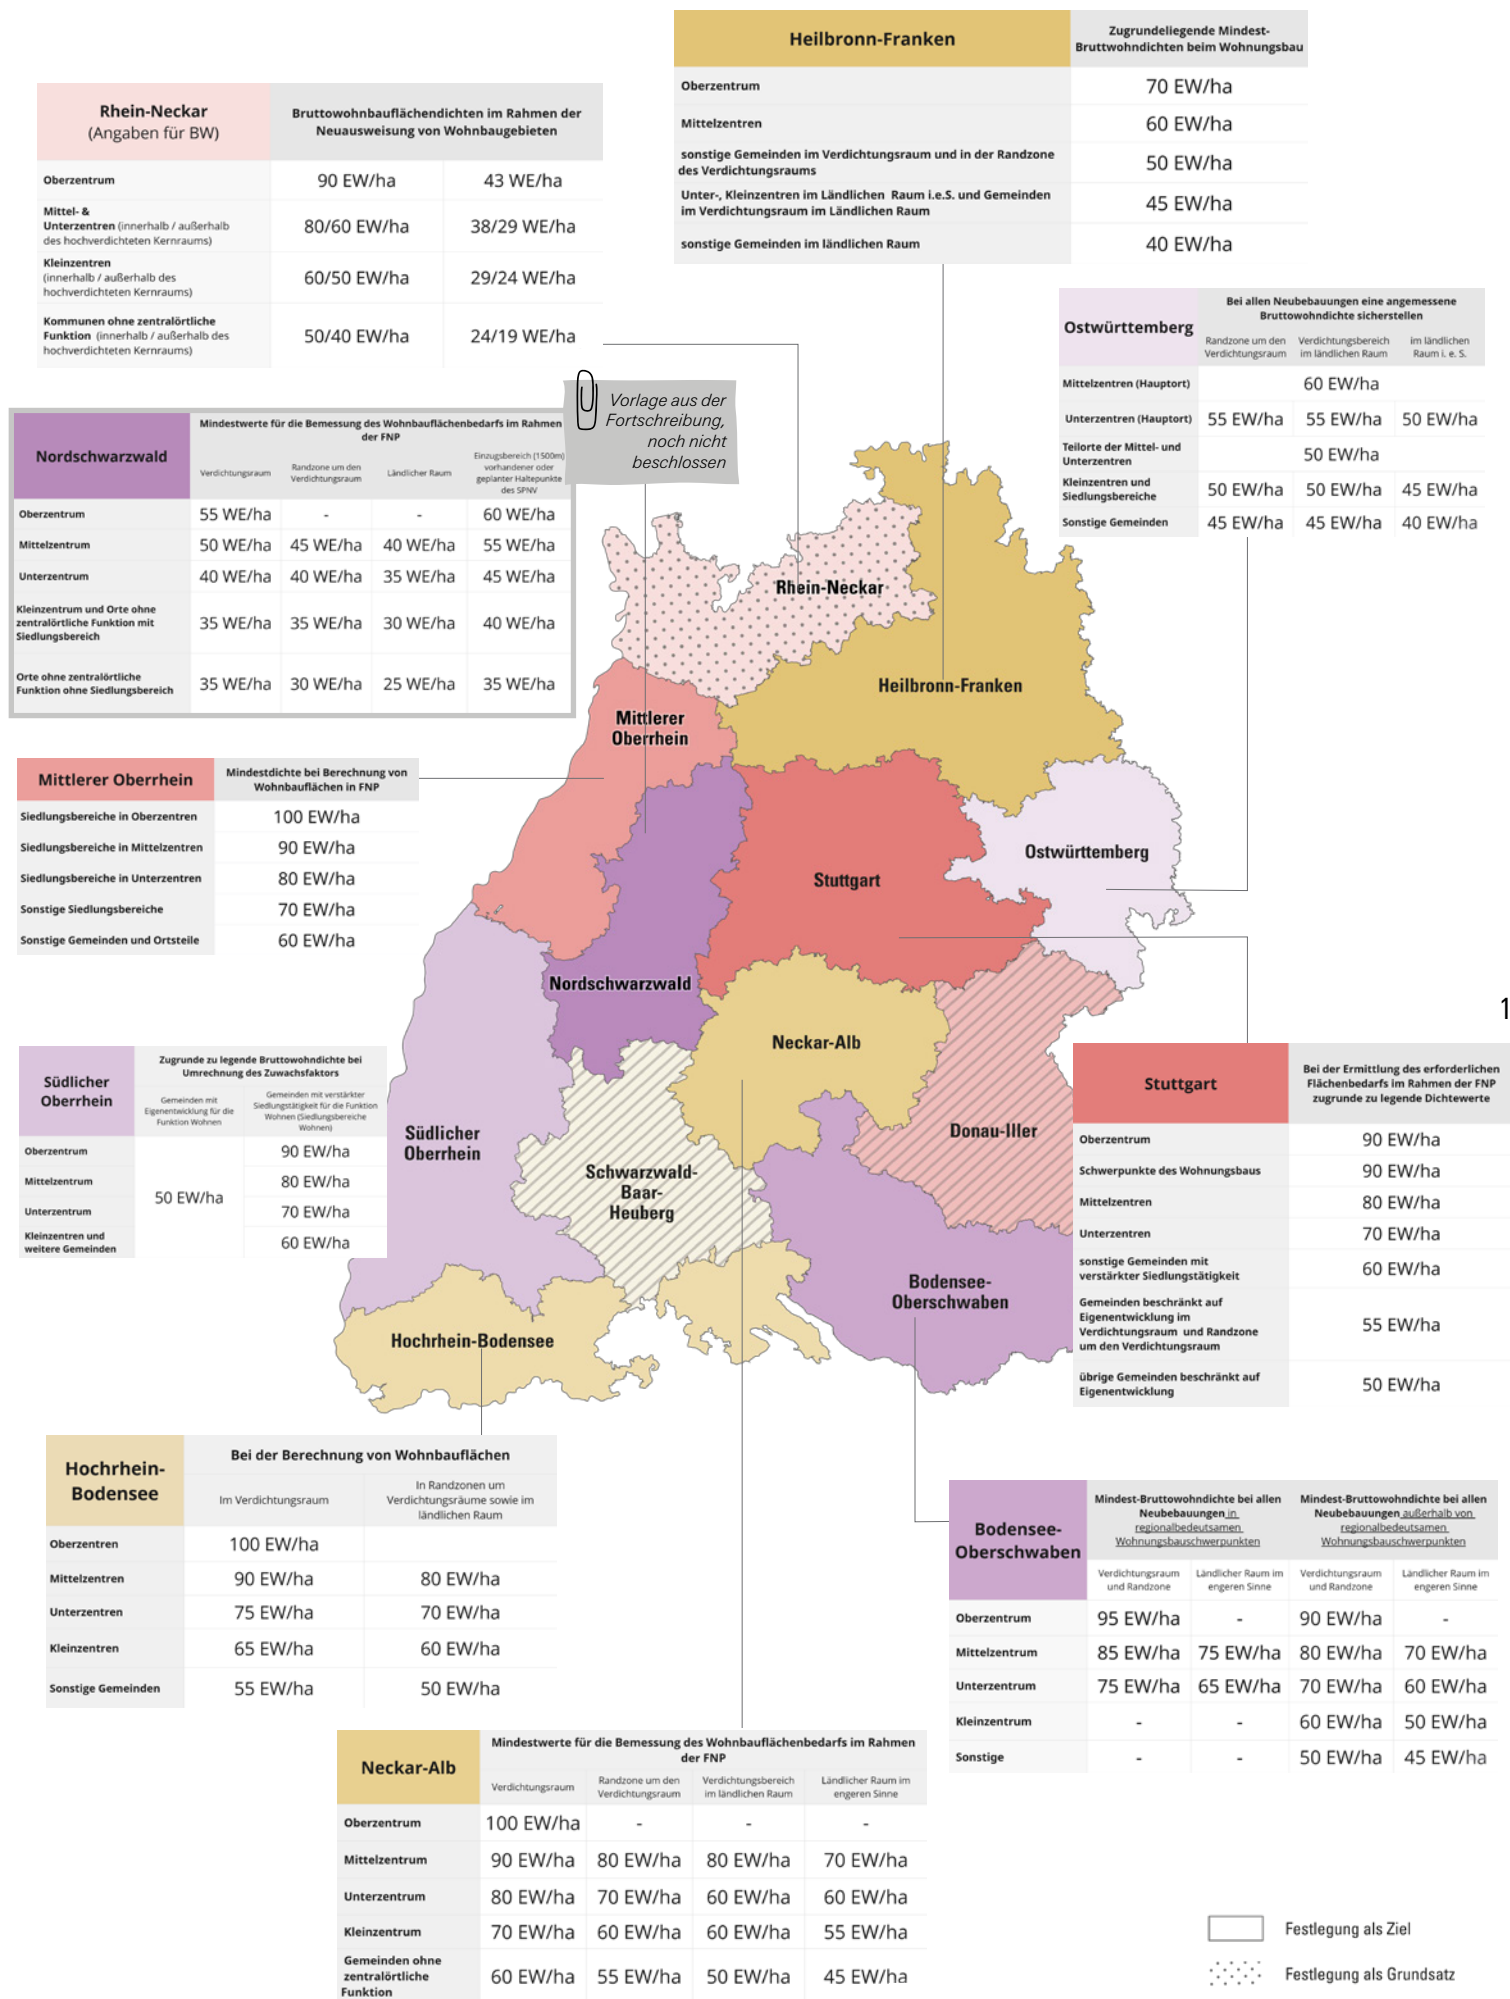 Heilbronn-Franken
Zugrundeliegende Mindest-
Bruttowohndichten beim Wohnungsbau
Oberzentrum 70 EW/ha
Mittelzentren 60 EW/ha
sonstige Gemeinden im Verdichtungsraum und in der Randzone
des Verdichtungsraums 50 EW/ha
Unter-, Kleinzentren im Ländlichen Raum i.e.S. und Gemeinden
im Verdichtungsraum im Ländlichen Raum 45 EW/ha
sonstige Gemeinden im ländlichen Raum 40 EW/ha
Rhein-Neckar
(Angaben für BW)
Bruttowohnbauflächendichten im Rahmen der
Neuausweisung von Wohnbaugebieten
Oberzentrum 90 EW/ha 43 WE/ha
Mittel- &
Unterzentren (innerhalb / außerhalb
des hochverdichteten Kernraums)
80/60 EW/ha 38/29 WE/ha
Kleinzentren
(innerhalb / außerhalb des
hochverdichteten Kernraums)
60/50 EW/ha 29/24 WE/ha
Kommunen ohne zentralörtliche
Funktion (innerhalb / außerhalb des
hochverdichteten Kernraums)
50/40 EW/ha 24/19 WE/ha
Ostwürttemberg
Bei allen Neubebauungen eine angemessene
Bruttowohndichte sicherstellen
Randzone um den
Verdichtungsraum
Verdichtungsbereich
im ländlichen Raum
im ländlichen
Raum i. e. S.
Mittelzentren (Hauptort) 60 EW/ha
Unterzentren (Hauptort) 55 EW/ha 55 EW/ha 50 EW/ha
Teilorte der Mittel- und
Unterzentren
50 EW/ha
Kleinzentren und
Siedlungsbereiche
50 EW/ha 50 EW/ha 45 EW/ha
Sonstige Gemeinden 45 EW/ha 45 EW/ha 40 EW/ha
Vorlage aus der
Fortschreibung,
noch nicht
beschlossen
Nordschwarzwald
Mindestwerte für die Bemessung des Wohnbauflächenbedarfs im Rahmen
der FNP
Verdichtungsraum
Randzone um den
Verdichtungsraum
Ländlicher Raum
Einzugsbereich (1500m)
vorhandener oder
geplanter Haltepunkte
des SPNV
Oberzentrum 55 WE/ha - - 60 WE/ha
Mittelzentrum 50 WE/ha 45 WE/ha 40 WE/ha 55 WE/ha
Unterzentrum 40 WE/ha 40 WE/ha 35 WE/ha 45 WE/ha
Kleinzentrum und Orte ohne
zentralörtliche Funktion mit
Siedlungsbereich
35 WE/ha 35 WE/ha 30 WE/ha 40 WE/ha
Orte ohne zentralörtliche
Funktion ohne Siedlungsbereich
35 WE/ha 30 WE/ha 25 WE/ha 35 WE/ha
Rhein-Neckar
Heilbronn-Franken
Mittlerer
Oberrhein
Ostwürttemberg
Stuttgart
Nordschwarzwald
Neckar-Alb
Donau-Iller
Südlicher
Oberrhein
Schwarzwald-
Baar-
Heuberg
Bodensee-
Oberschwaben
Hochrhein-Bodensee
Mittlerer Oberrhein
Mindestdichte bei Berechnung von
Wohnbauflächen in FNP
Siedlungsbereiche in Oberzentren 100 EW/ha
Siedlungsbereiche in Mittelzentren 90 EW/ha
Siedlungsbereiche in Unterzentren 80 EW/ha
Sonstige Siedlungsbereiche 70 EW/ha
Sonstige Gemeinden und Ortsteile 60 EW/ha
1
Südlicher
Oberrhein
Zugrunde zu legende Bruttowohndichte bei
Umrechnung des Zuwachsfaktors
Gemeinden mit
Eigenentwicklung für die
Funktion Wohnen
Gemeinden mit verstärkter
Siedlungstätigkeit für die Funktion
Wohnen (Siedlungsbereiche
Wohnen)
Oberzentrum 90 EW/ha
Mittelzentrum 80 EW/ha
50 EW/ha
Unterzentrum 70 EW/ha
Kleinzentren und
weitere Gemeinden
60 EW/ha
Stuttgart
Bei der Ermittlung des erforderlichen
Flächenbedarfs im Rahmen der FNP
zugrunde zu legende Dichtewerte
Oberzentrum 90 EW/ha
Schwerpunkte des Wohnungsbaus 90 EW/ha
Mittelzentren 80 EW/ha
Unterzentren 70 EW/ha
sonstige Gemeinden mit
verstärkter Siedlungstätigkeit
60 EW/ha
Gemeinden beschränkt auf
Eigenentwicklung im
Verdichtungsraum und Randzone
um den Verdichtungsraum
55 EW/ha
übrige Gemeinden beschränkt auf
Eigenentwicklung
50 EW/ha
Hochrhein-
Bodensee
Bei der Berechnung von Wohnbauflächen
Im Verdichtungsraum
In Randzonen um
Verdichtungsräume sowie im
ländlichen Raum
Oberzentren 100 EW/ha
Mittelzentren 90 EW/ha 80 EW/ha
Unterzentren 75 EW/ha 70 EW/ha
Kleinzentren 65 EW/ha 60 EW/ha
Sonstige Gemeinden 55 EW/ha 50 EW/ha
Bodensee-
Oberschwaben
Mindest-Bruttowohndichte bei allen
Neubebauungen in
regionalbedeutsamen
Wohnungsbauschwerpunkten
Mindest-Bruttowohndichte bei allen
Neubebauungen außerhalb von
regionalbedeutsamen
Wohnungsbauschwerpunkten
Verdichtungsraum
und Randzone
Ländlicher Raum im
engeren Sinne
Verdichtungsraum
und Randzone
Ländlicher Raum im
engeren Sinne
Oberzentrum 95 EW/ha - 90 EW/ha -
Mittelzentrum 85 EW/ha 75 EW/ha 80 EW/ha 70 EW/ha
Unterzentrum 75 EW/ha 65 EW/ha 70 EW/ha 60 EW/ha
Kleinzentrum - - 60 EW/ha 50 EW/ha
Sonstige - - 50 EW/ha 45 EW/ha
Neckar-Alb
Mindestwerte für die Bemessung des Wohnbauflächenbedarfs im Rahmen
der FNP
Verdichtungsraum
Randzone um den
Verdichtungsraum
Verdichtungsbereich
im ländlichen Raum
Ländlicher Raum im
engeren Sinne
Oberzentrum 100 EW/ha - - -
Mittelzentrum 90 EW/ha 80 EW/ha 80 EW/ha 70 EW/ha
Unterzentrum 80 EW/ha 70 EW/ha 60 EW/ha 60 EW/ha
Kleinzentrum 70 EW/ha 60 EW/ha 60 EW/ha 55 EW/ha
Gemeinden ohne
zentralörtliche
Funktion
60 EW/ha 55 EW/ha 50 EW/ha 45 EW/ha
Festlegung als Ziel
Festlegung als Grundsatz